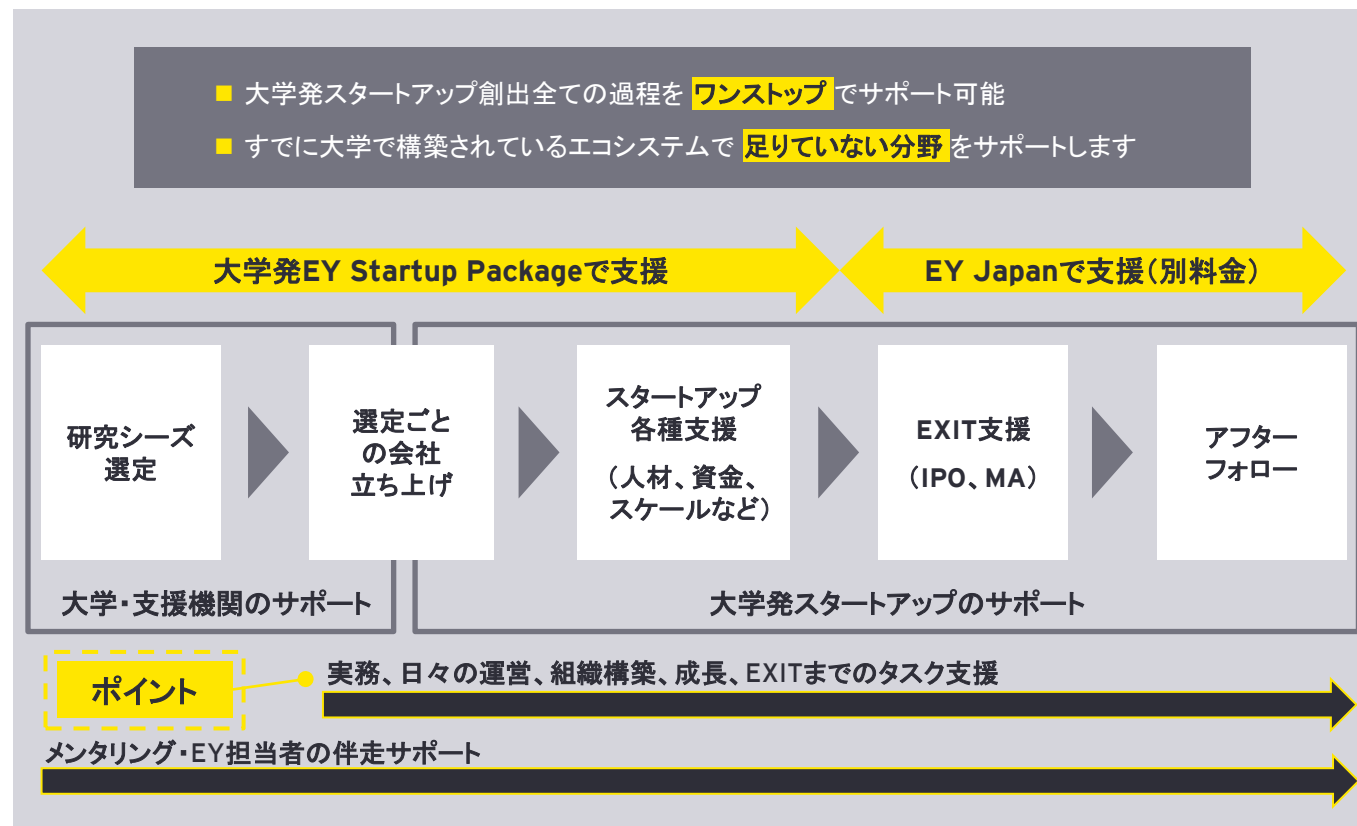 ■ 大学発スタートアップ創出全ての過程を ワンストップ でサポート可能
■ すでに大学で構築されているエコシステムで 足りていない分野 をサポートします
大学発EY Startup Packageで支援
EY Japanで支援（別料金）
研究シーズ
選定
選定ごと
の会社
立ち上げ
スタートアップ
各種支援
（人材、資金、
スケールなど）
EXIT支援
（IPO、MA）
アフター
フォロー
大学・支援機関のサポート
大学発スタートアップのサポート
ポイント
実務、日々の運営、組織構築、成長、EXITまでのタスク支援
メンタリング・EY担当者の伴走サポート